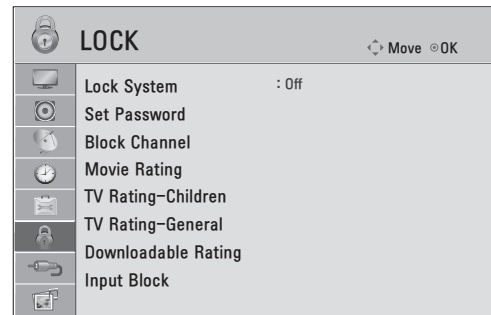 LOCK
Move OK
Lock System : Off
Set Password
Block Channel
Movie Rating
TV Rating-Children
TV Rating-General
Downloadable Rating
Input Block